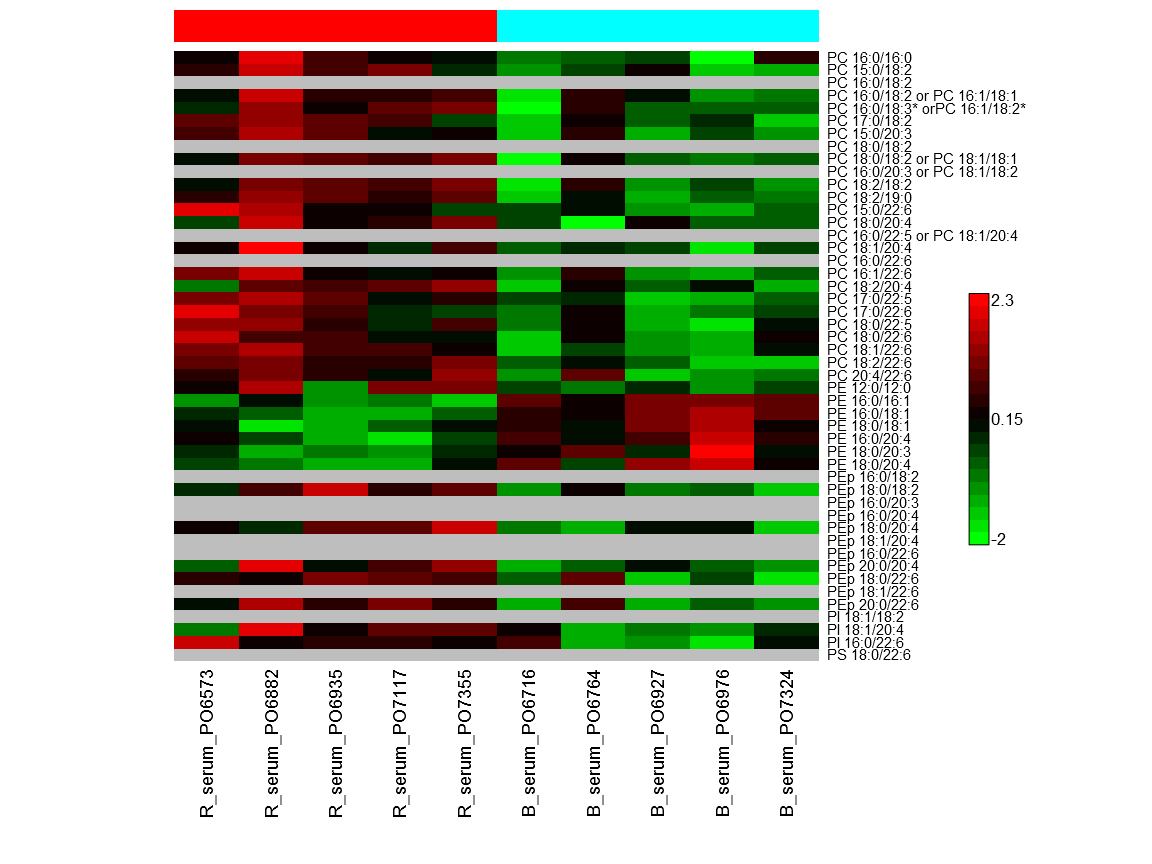 PC 16:0/16:0
PC 15:0/18:2
PC 16:0/18:2
PC 16:0/18:2 or PC 16:1/18:1
PC 16:0/18:3* orPC 16:1/18:2*
PC 17:0/18:2
PC 15:0/20:3
PC 18:0/18:2
PC 18:0/18:2 or PC 18:1/18:1
PC 16:0/20:3 or PC 18:1/18:2
PC 18:2/18:2
PC 18:2/19:0
PC 15:0/22:6
PC 18:0/20:4
PC 16:0/22:5 or PC 18:1/20:4
PC 18:1/20:4
PC 16:0/22:6
PC 16:1/22:6
PC 18:2/20:4
PC 17:0/22:5
PC 17:0/22:6
PC 18:0/22:5
PC 18:0/22:6
PC 18:1/22:6
PC 18:2/22:6
PC 20:4/22:6
PE 12:0/12:0
PE 16:0/16:1
PE 16:0/18:1
PE 18:0/18:1
PE 16:0/20:4
PE 18:0/20:3
PE 18:0/20:4
PEp 16:0/18:2
PEp 18:0/18:2
PEp 16:0/20:3
PEp 16:0/20:4
PEp 18:0/20:4
PEp 18:1/20:4
PEp 16:0/22:6
PEp 20:0/20:4
PEp 18:0/22:6
PEp 18:1/22:6
PEp 20:0/22:6
PI 18:1/18:2
PI 18:1/20:4
PI 16:0/22:6
PS 18:0/22:6
2.3
0.15
-2
R_serum_PO6573
R_serum_PO6882
R_serum_PO6935
R_serum_PO7117
R_serum_PO7355
B_serum_PO6716
B_serum_PO6764
B_serum_PO6927
B_serum_PO6976
B_serum_PO7324